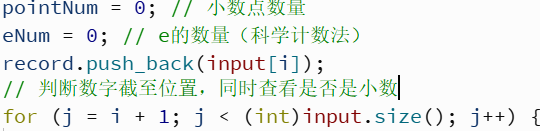 pointNum = 0; // 小数点数量
eNum = 0; // e的数量（科学计数法）
record.push_back(input[i]);
// 判断数字截至位置，同时查看是否是小数
for (j = i + 1; j < (int)input.size(); j++) {